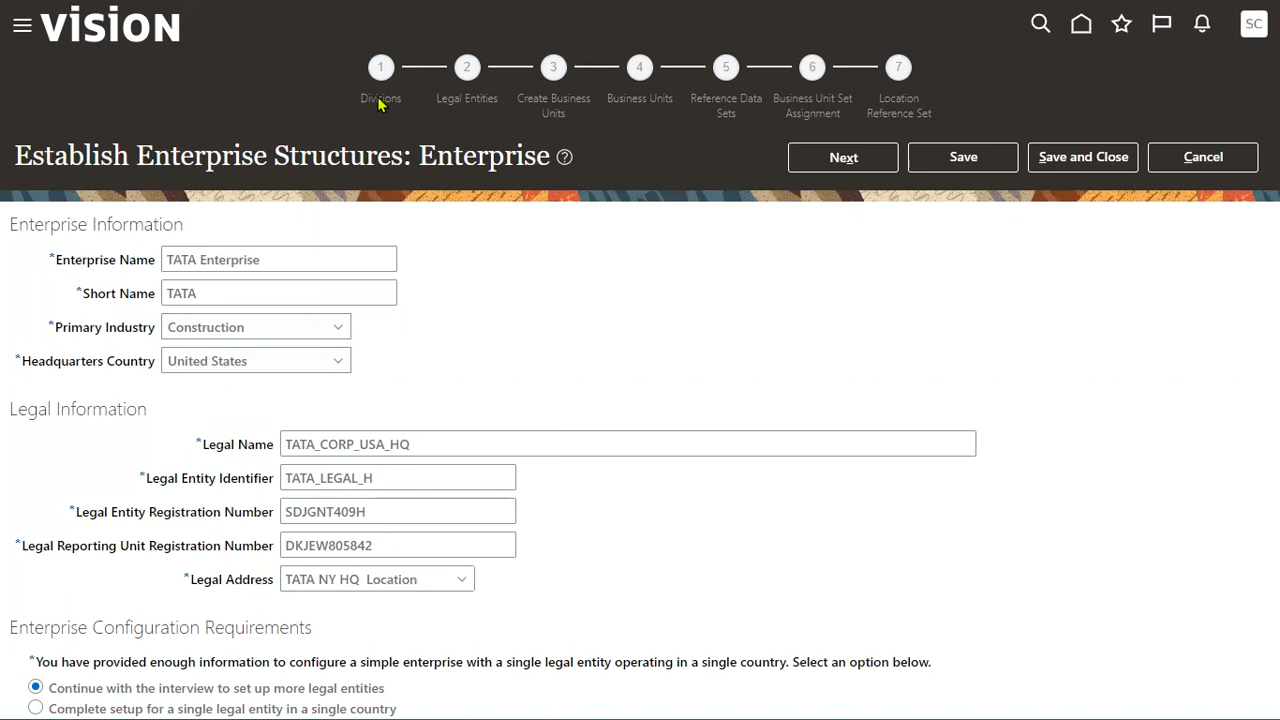 VISION
SC
1 2 3 4 5 6 7
Divisions Legal Entities Create Business Business Units Reference Data Business Unit Set Location
Units Sets Assignment Reference Set
Establish Enterprise Structures: Enterprise ?
Next Save Save and Close Cancel
Enterprise Information
*Enterprise Name TATA Enterprise
*Short Name TATA
*Primary Industry Construction
*Headquarters Country United States
Legal Information
*Legal Name TATA_CORP_USA_HQ
*Legal Entity Identifier TATA_LEGAL_H
*Legal Entity Registration Number SDJGNT409H
*Legal Reporting Unit Registration Number DKJEW805842
*Legal Address TATA NY HQ Location
Enterprise Configuration Requirements
*You have provided enough information to configure a simple enterprise with a single legal entity operating in a single country. Select an option below.
Continue with the interview to set up more legal entities
Complete setup for a single legal entity in a single country